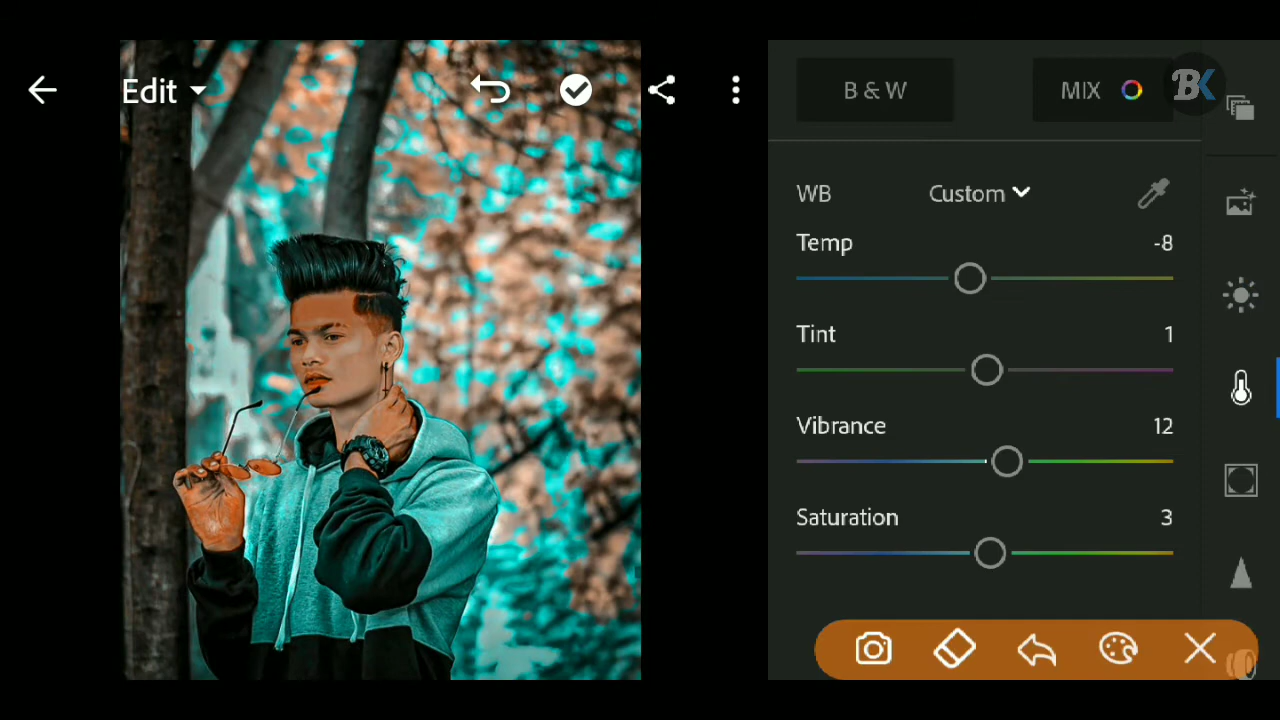 Edit
B & W
MIX
BK
WB
Custom
Temp
-8
Tint
1
Vibrance
12
Saturation
3